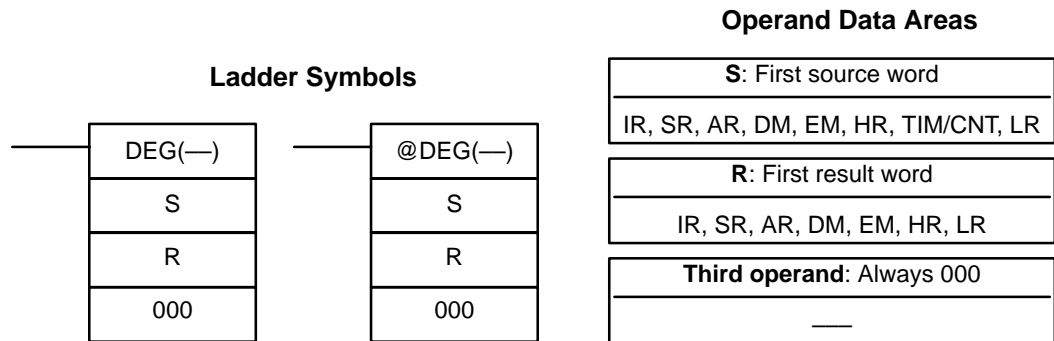 Ladder Symbols
DEG(—)
S
R
000
@DEG(—)
S
R
000
Operand Data Areas
S: First source word
IR, SR, AR, DM, EM, HR, TIM/CNT, LR
R: First result word
IR, SR, AR, DM, EM, HR, LR
Third operand: Always 000
—